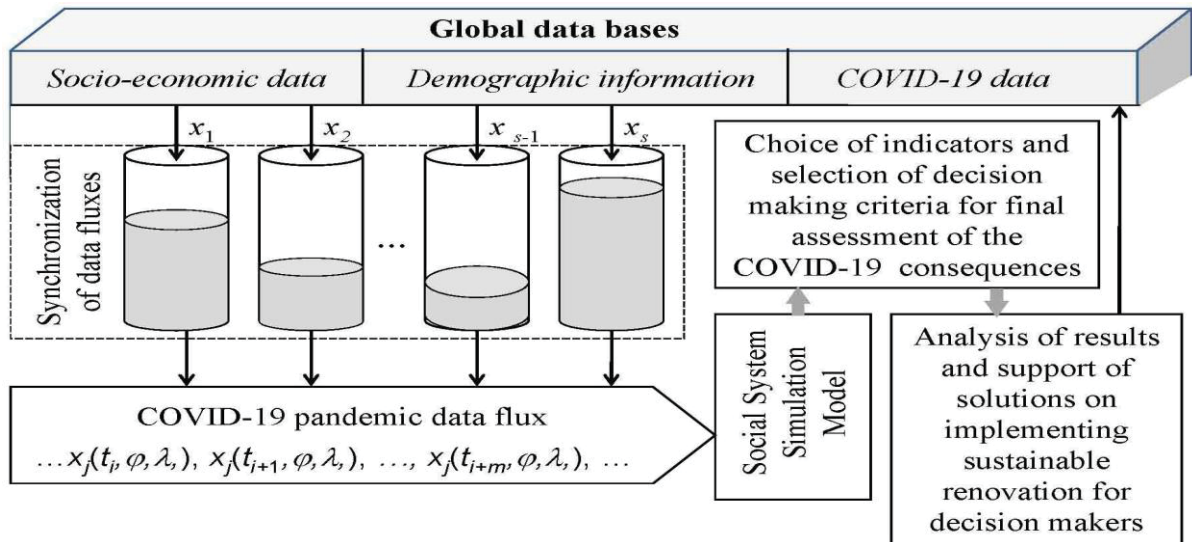 Global data bases
Socio-economic data
Demographic information
COVID-19 data
x1
x2
x s-1
xs
Synchronization
of data fluxes
...
COVID-19 pandemic data flux
... xj(ti, φ, λ,), xj(ti+1, φ, λ,), ..., xj(ti+m, φ, λ,), ...
Social System
Simulation
Model
Choice of indicators and
selection of decision
making criteria for final
assessment of the
COVID-19 consequences
Analysis of results
and support of
solutions on
implementing
sustainable
renovation for
decision makers